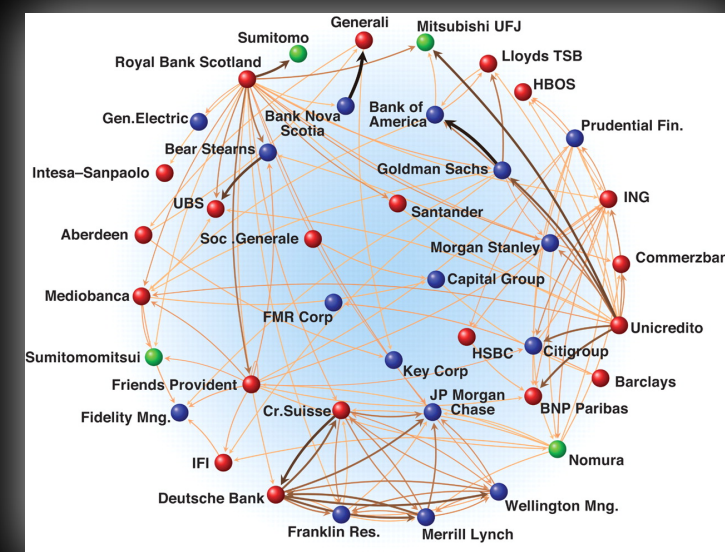 Generali
Mitsubishi UFJ
Sumitomo
Royal Bank Scotland
Lloyds TSB
HBOS
Gen.Electric
Bank Nova
Scotia
Bank of
America
Prudential Fin.
Bear Stearns
Goldman Sachs
Intesa–Sanpaolo
UBS
Santander
ING
Aberdeen
Soc .Generale
Morgan Stanley
Commerzban
Capital Group
Mediobanca
FMR Corp
Unicredito
HSBC
Citigroup
Sumitomomitsui
Key Corp
Friends Provident
Barclays
JP Morgan
Chase
BNP Paribas
Fidelity Mng.
Cr.Suisse
IFI
Nomura
Deutsche Bank
Wellington Mng.
Franklin Res.
Merrill Lynch